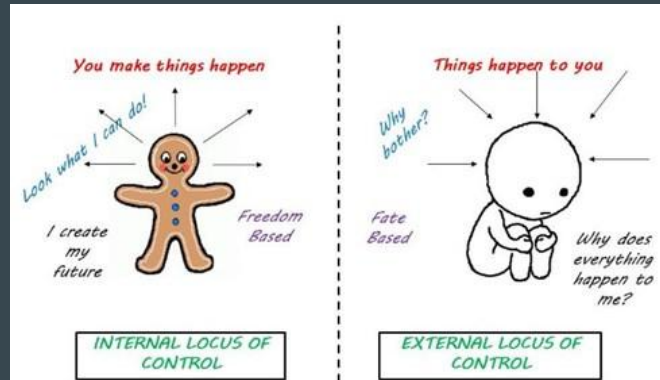 You make things happen
Look what I can do!
I create
my
future
Freedom
Based
INTERNAL LOCUS OF
CONTROL
Things happen to you
Why
bother?
Fate
Based
Why does
everything
happen to
me?
EXTERNAL LOCUS OF
CONTROL